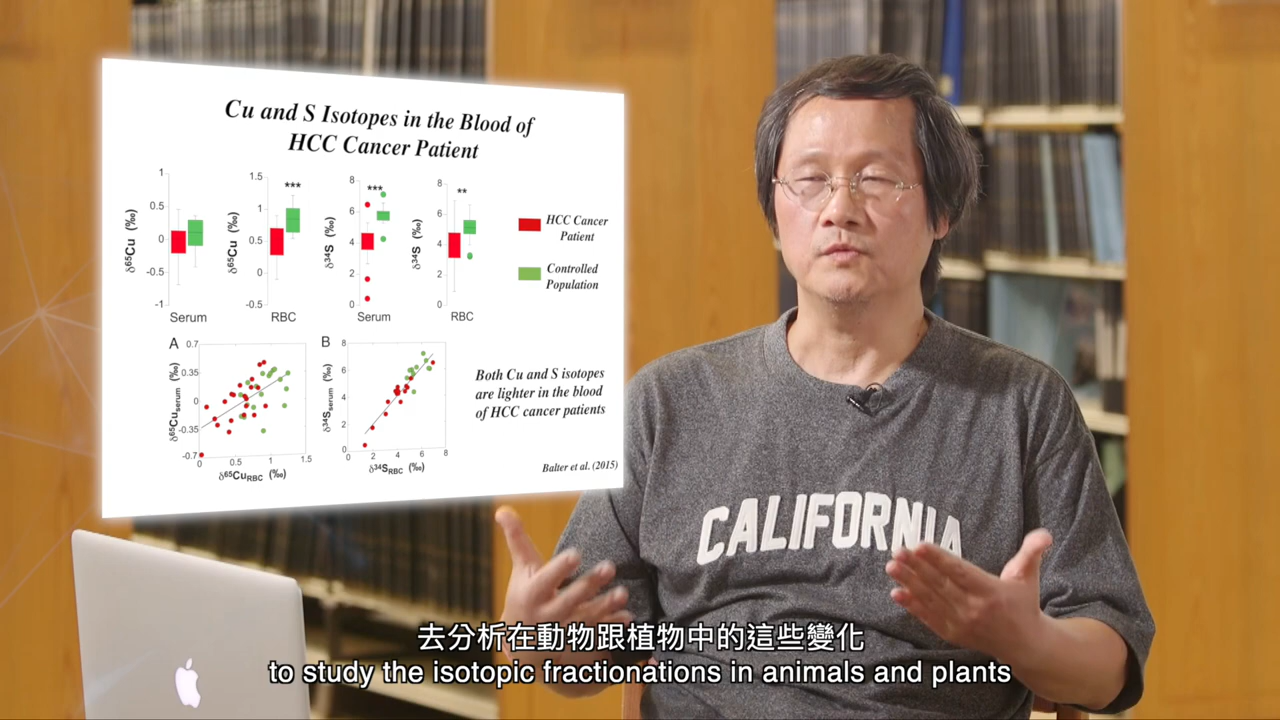 Cu and S Isotopes in the Blood of
HCC Cancer Patient
1
0.5
0
-0.5
-1
δ⁶⁵Cu (‰)
Serum
1.5
1
0.5
0
-0.5
δ⁶⁵Cu (‰)
***
RBC
8
6
4
2
0
δ³⁴S (‰)
***
Serum
8
6
4
2
0
δ³⁴S (‰)
**
RBC
HCC Cancer
Patient
Controlled
Population
A
0.7
0.35
0
-0.35
-0.7
δ⁶⁵Cuserum (‰)
0
0.5
1
1.5
δ⁶⁵CuRBC (‰)
B
8
6
4
2
0
δ³⁴Sserum (‰)
0
2
4
6
8
δ³⁴SRBC (‰)
Both Cu and S isotopes
are lighter in the blood
of HCC cancer patients
Balter et al. (2015)
CALIFORNIA
去分析在動物跟植物中的這些變化
to study the isotopic fractionations in animals and plants